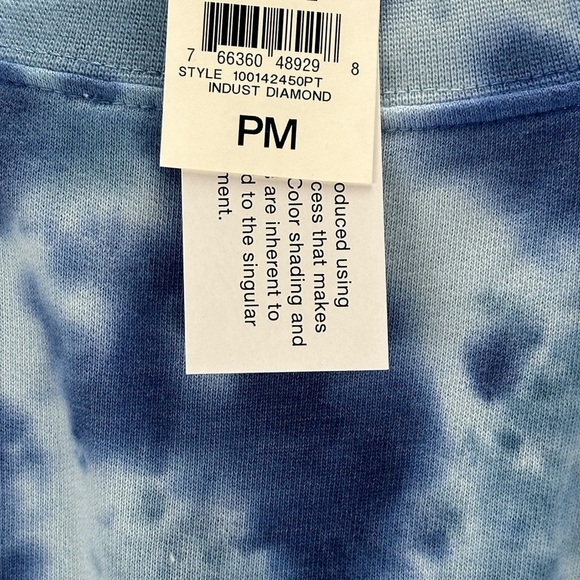 7 66360 48929 8
STYLE 100142450PT
INDUST DIAMOND
PM
oduced using
cess that makes
Color shading and
are inherent to
d to the singular
ment.